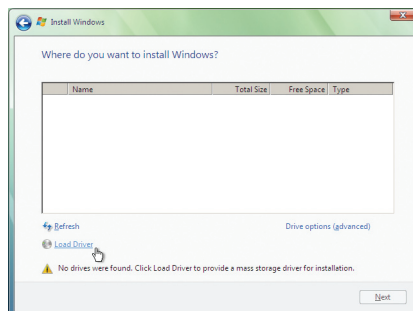 Install Windows
Where do you want to install Windows?
Name Total Size Free Space Type
Refresh Drive options (advanced)
Load Driver
No drives were found. Click Load Driver to provide a mass storage driver for installation.
Next